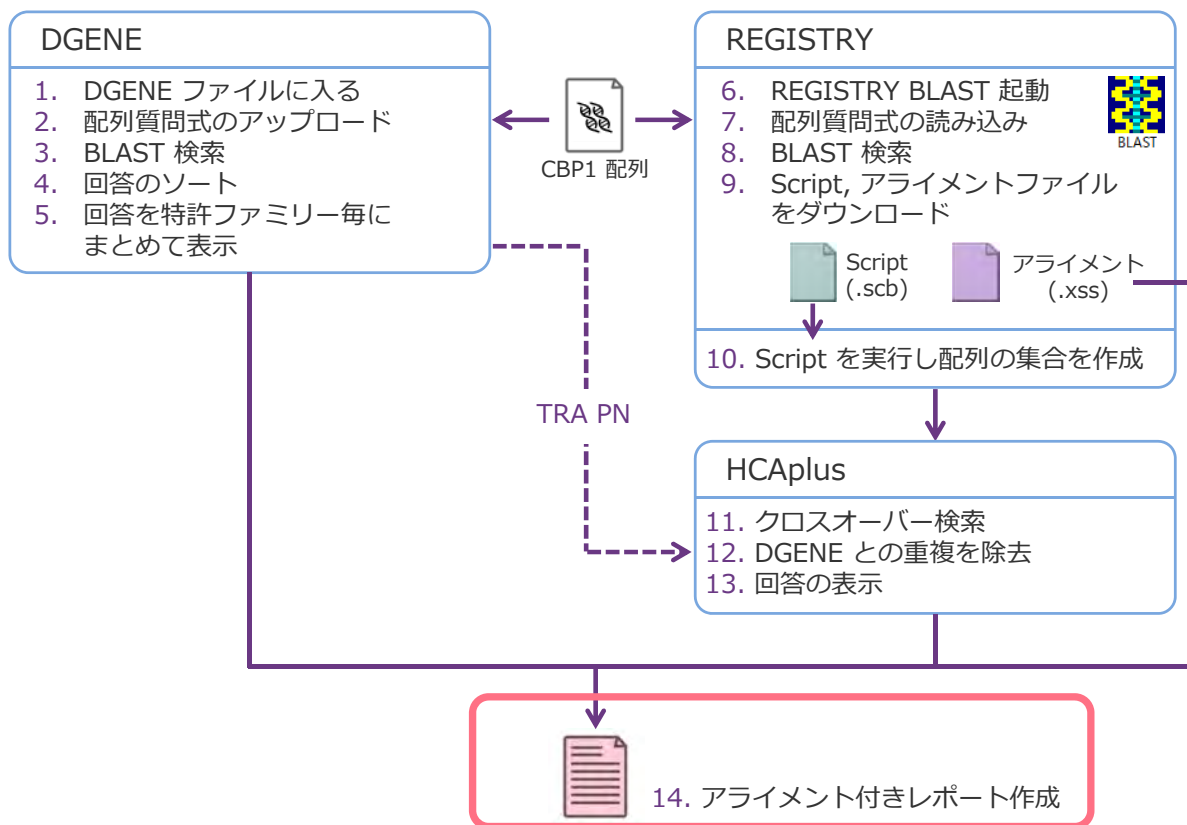 DGENE
1. DGENE ファイルに入る
2. 配列質問式のアップロード
3. BLAST 検索
4. 回答のソート
5. 回答を特許ファミリー毎に
まとめて表示
CBP1 配列
REGISTRY
6. REGISTRY BLAST 起動
7. 配列質問式の読み込み
8. BLAST 検索
9. Script, アライメントファイル
をダウンロード
BLAST
Script
(.scb)
アライメント
(.xss)
10. Script を実行し配列の集合を作成
TRA PN
HCAplus
11. クロスオーバー検索
12. DGENE との重複を除去
13. 回答の表示
14. アライメント付きレポート作成